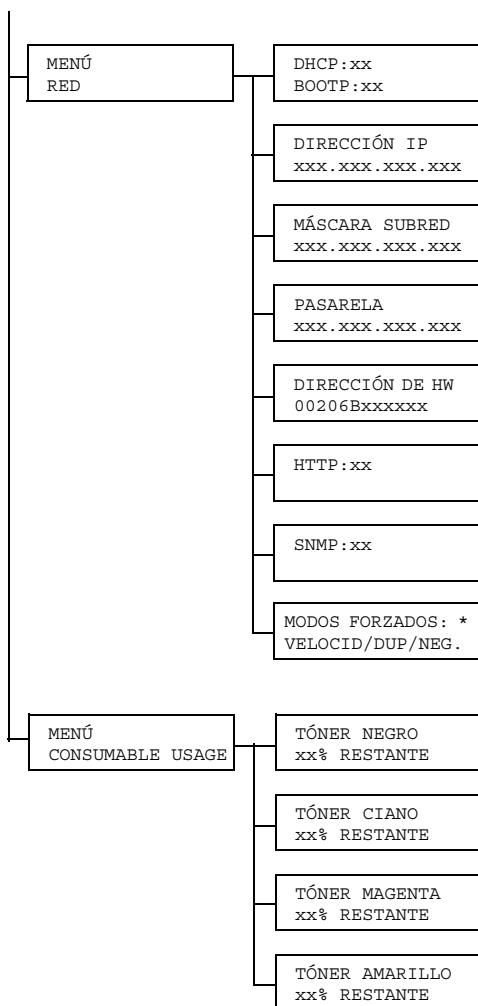 MENÚ
RED
DHCP:xx
BOOTP:xx
DIRECCIÓN IP
xxx.xxx.xxx.xxx
MÁSCARA SUBRED
xxx.xxx.xxx.xxx
PASARELA
xxx.xxx.xxx.xxx
DIRECCIÓN DE HW
00206Bxxxxxx
HTTP:xx
SNMP:xx
MODOS FORZADOS: *
VELOCID/DUP/NEG.
MENÚ
CONSUMABLE USAGE
TÓNER NEGRO
xx% RESTANTE
TÓNER CIANO
xx% RESTANTE
TÓNER MAGENTA
xx% RESTANTE
TÓNER AMARILLO
xx% RESTANTE